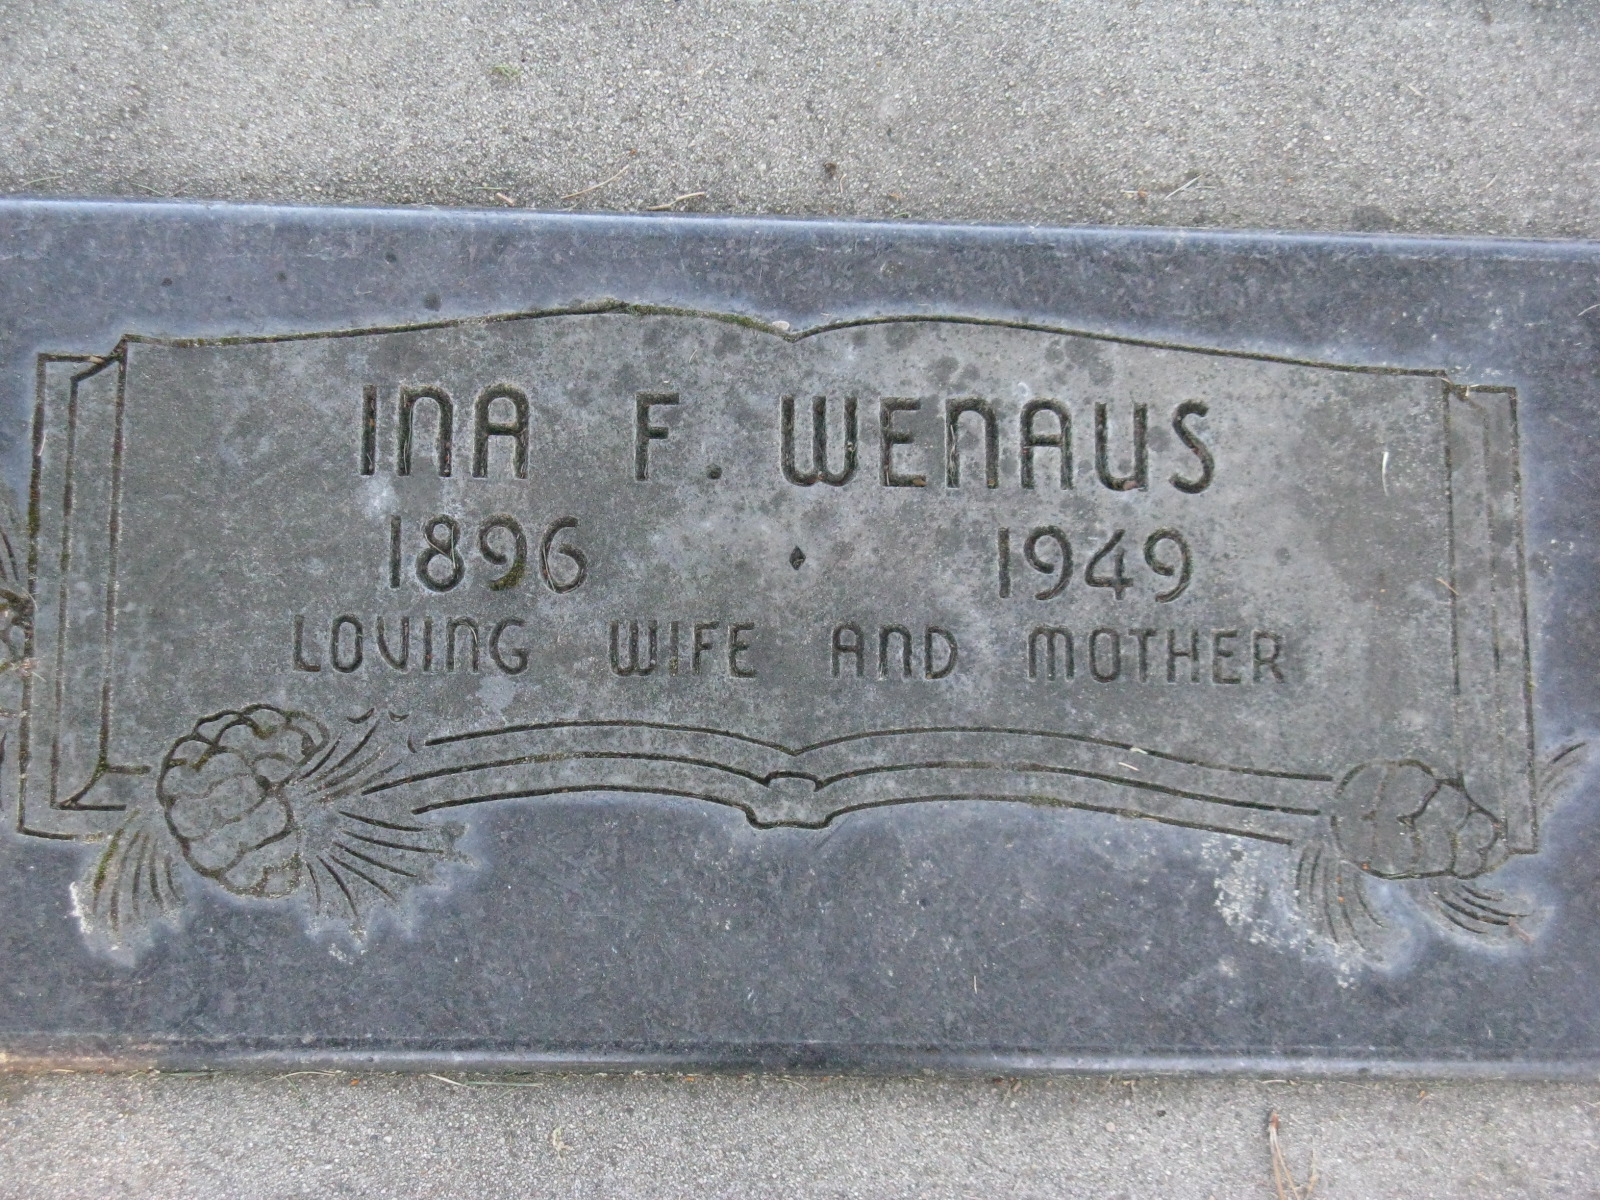 INA F. WENAUS
1896 ♦ 1949
LOVING WIFE AND MOTHER